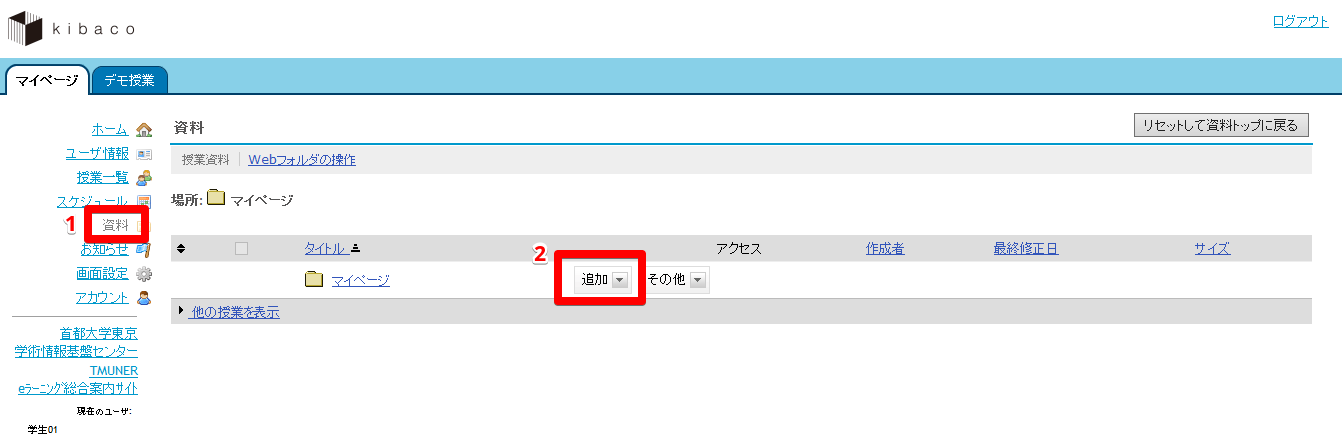 kibaco
ログアウト
マイページ
デモ授業
ホーム
ユーザ情報
授業一覧
スケジュール
1
資料
お知らせ
画面設定
アカウント
首都大学東京
学術情報基盤センター
TMUNER
eラーニング総合案内サイト
現在のユーザ:
学生01
資料
リセットして資料トップに戻る
授業資料 Webフォルダの操作
場所: マイページ
2
タイトル アクセス 作成者 最終修正日 サイズ
マイページ 追加 その他
他の授業を表示